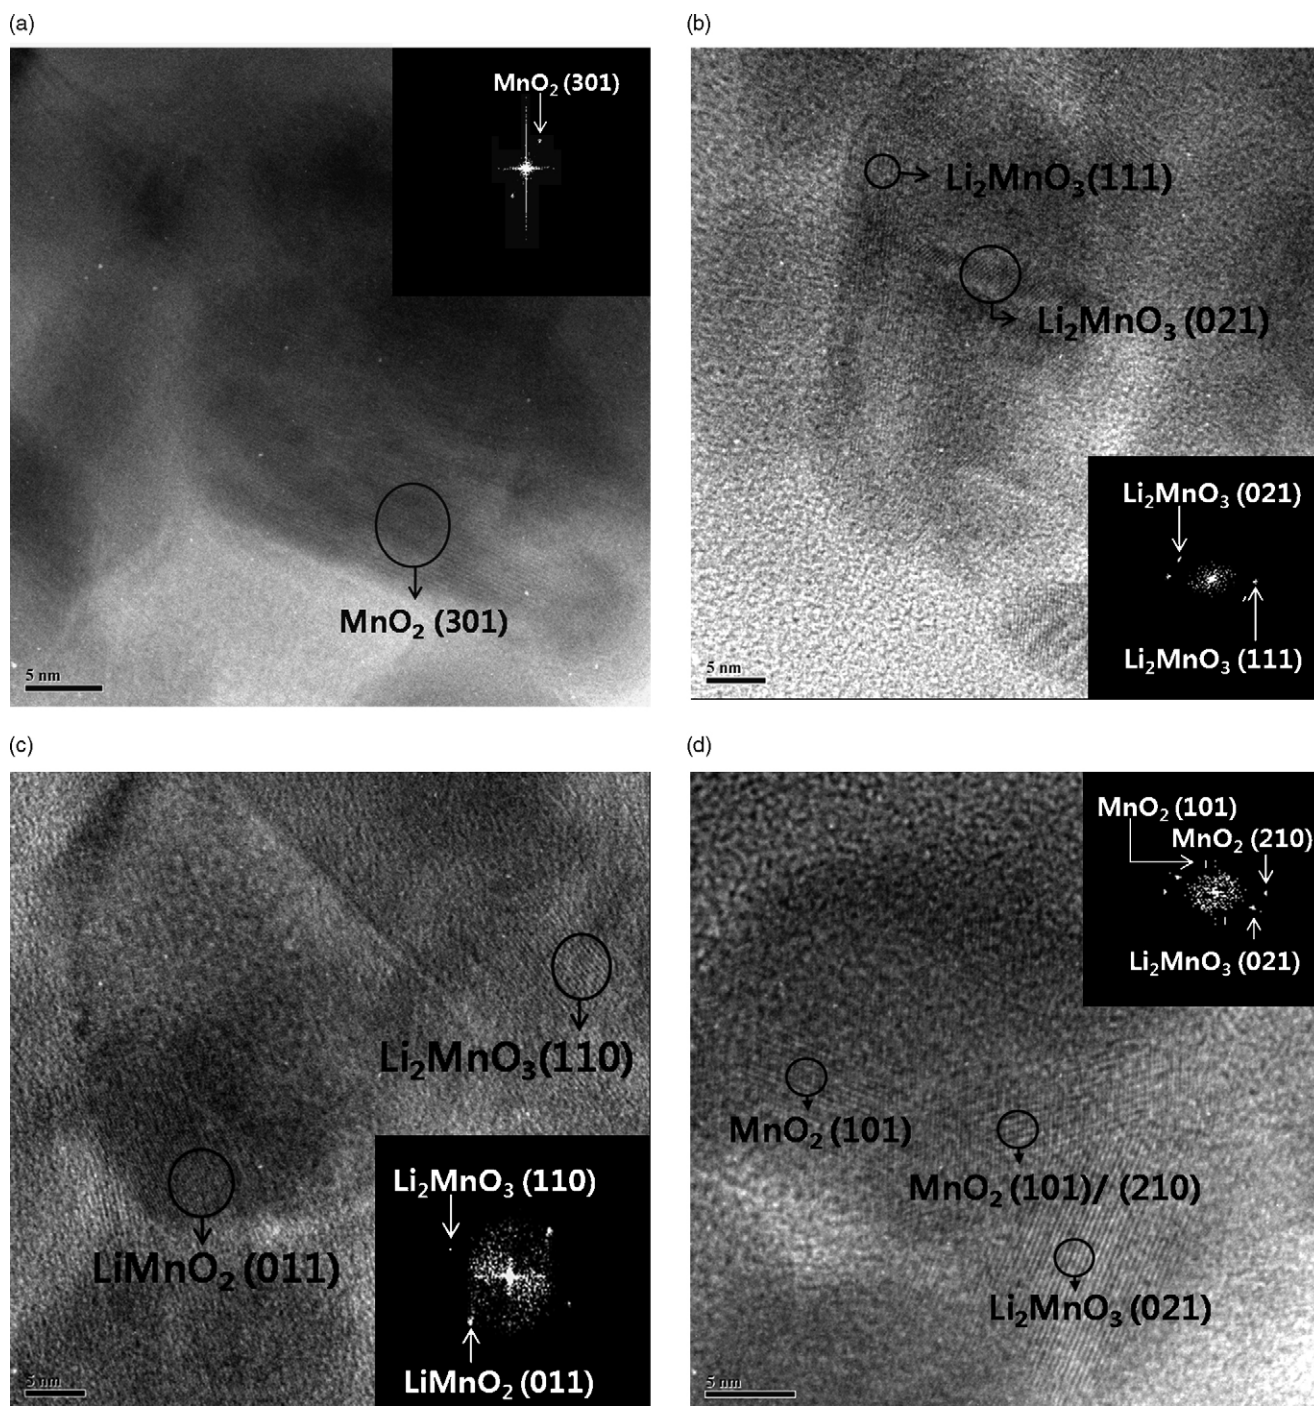 (a)
MnO₂ (301)
MnO₂ (301)
5 nm
(b)
Li₂MnO₃(111)
Li₂MnO₃ (021)
Li₂MnO₃ (021)
Li₂MnO₃ (111)
5 nm
(c)
Li₂MnO₃(110)
Li₂MnO₃ (110)
LiMnO₂ (011)
LiMnO₂ (011)
5 nm
(d)
MnO₂ (101)
MnO₂ (210)
Li₂MnO₃ (021)
MnO₂ (101)
MnO₂ (101)/ (210)
Li₂MnO₃ (021)
5 nm